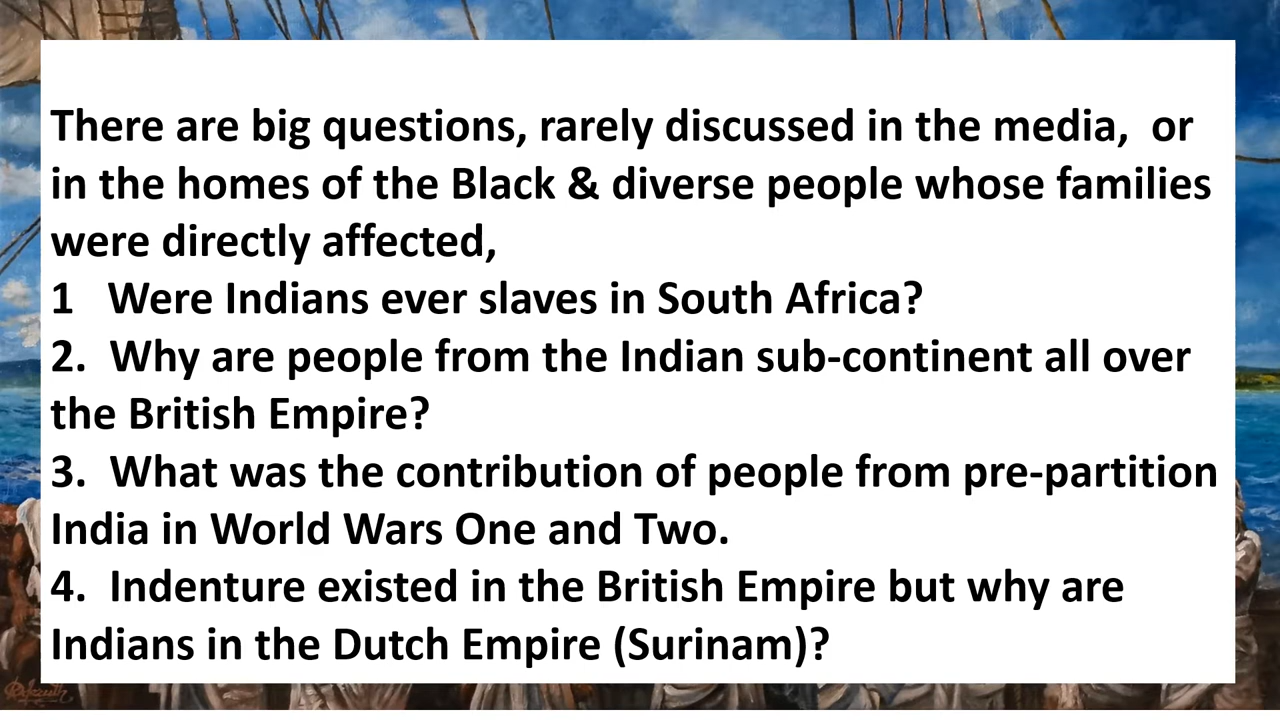 There are big questions, rarely discussed in the media,  or
in the homes of the Black & diverse people whose families
were directly affected,
1   Were Indians ever slaves in South Africa?
2.  Why are people from the Indian sub-continent all over
the British Empire?
3.  What was the contribution of people from pre-partition
India in World Wars One and Two.
4.  Indenture existed in the British Empire but why are
Indians in the Dutch Empire (Surinam)?